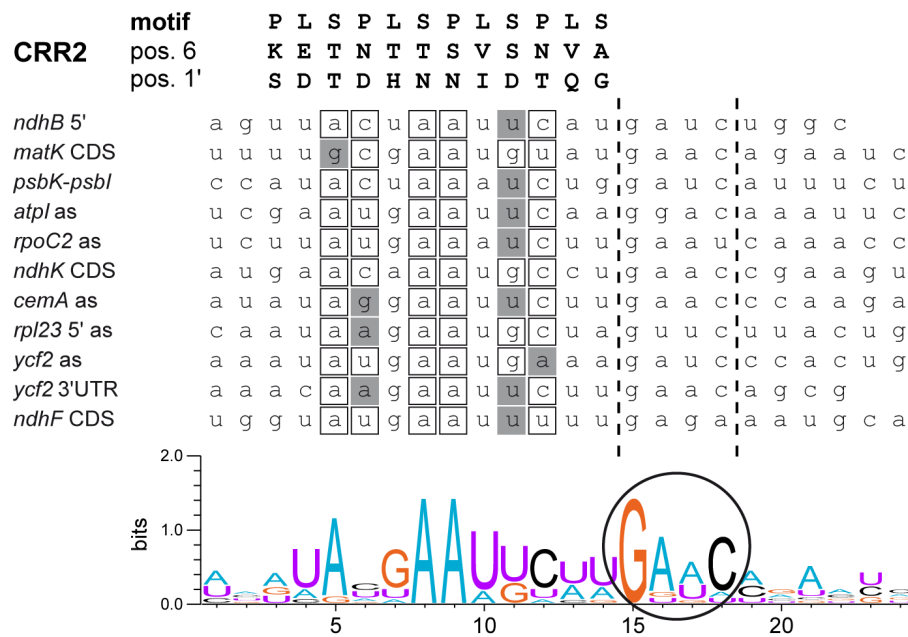 motif P L S P L S P L S P L S
CRR2 pos. 6 K E T N T T S V S N V A
pos. 1' S D T D H N N I D T Q G
ndhB 5' a g u u a c u a a u u c a u g a u c u g g c
matK CDS u u u u g c g a a u g u a u g a a c a g a a u c
psbK-psbI c c a u a c u a a a u c u g g a u c a u u u c u
atpI as u c g a a u g a a u u c a a g g a c a a a u u c
rpoC2 as u c u u a u g a a a u c u u g a a u c a a a c c
ndhK CDS a u g a a c a a a u g c c u g a a c c g a a g u
cemA as a u a u a g g a a u u c u u g a a c c c a a g a
rpl23 5' as c a a u a a g a a u g c u a g u u c u u a c u g
ycf2 as a a a u a u g a a u g a a a g a u c c c a c u g
ycf2 3'UTR a a a c a a g a a u u c u u g a a c a g c g
ndhF CDS u g g u a u g a a u u u u u g a g a a a u g c a
2.0
bits
1.0
0.0
5 10 15 20